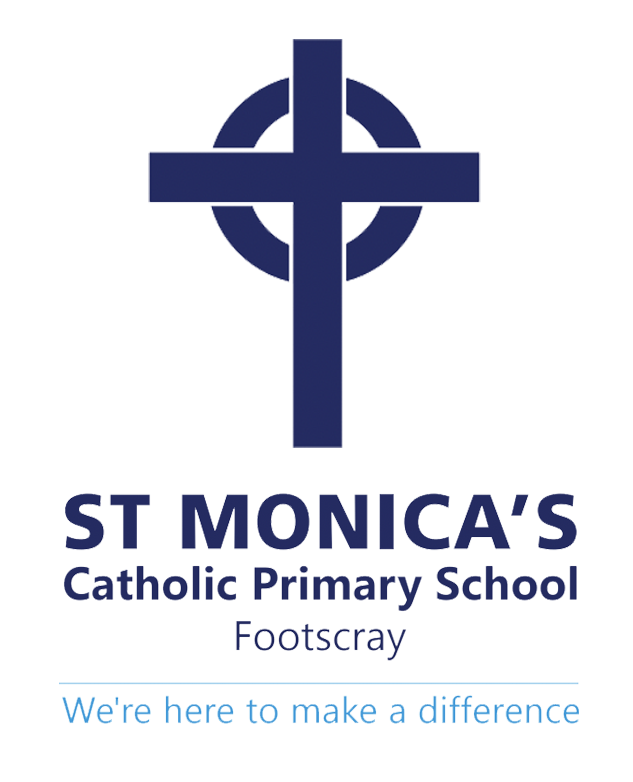 ST MONICA’S
Catholic Primary School
Footscray
We're here to make a difference